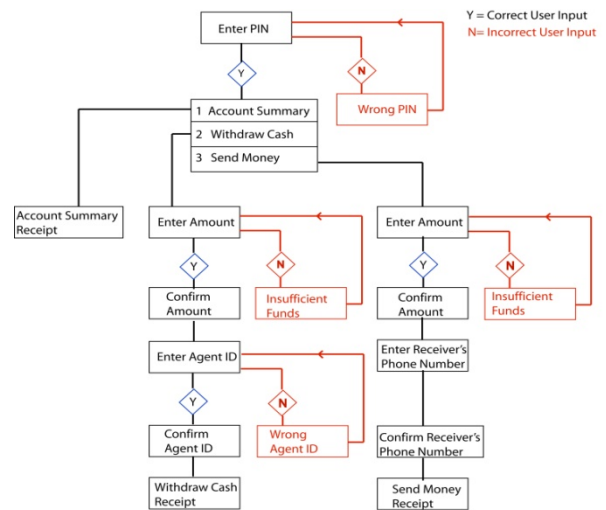 Enter PIN
Y = Correct User Input
N= Incorrect User Input
Y
N
Wrong PIN
1 Account Summary
2 Withdraw Cash
3 Send Money
Account Summary
Receipt
Enter Amount
Y
N
Confirm
Amount
Insufficient
Funds
Enter Agent ID
Y
N
Confirm
Agent ID
Wrong
Agent ID
Withdraw Cash
Receipt
Enter Amount
Y
N
Confirm
Amount
Insufficient
Funds
Enter Receiver's
Phone Number
Confirm Receiver's
Phone Number
Send Money
Receipt